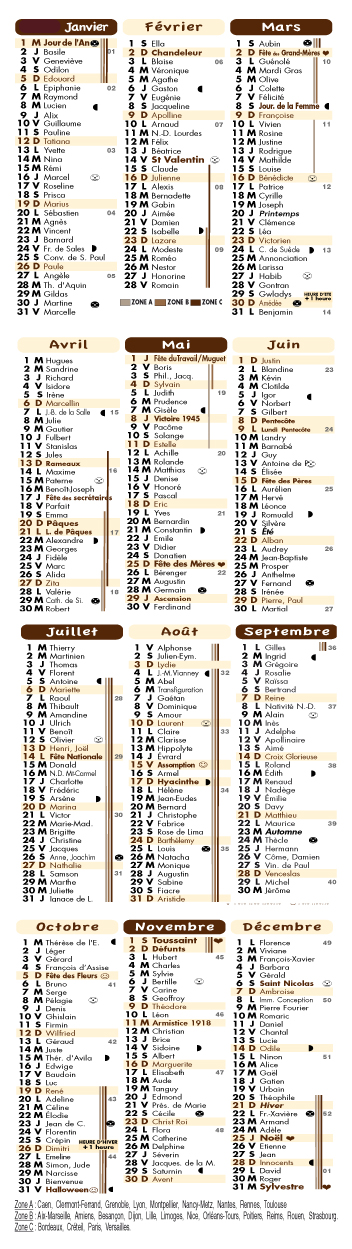 Janvier
1 M Jour de l'An
2 J Basile 01
3 V Geneviève
4 S Odilon
5 D Edouard
6 L Epiphanie 02
7 M Raymond
8 M Lucien
9 J Alix
10 V Guillaume
11 S Pauline
12 D Tatiana
13 L Yvette 03
14 M Nina
15 M Rémi
16 J Marcel
17 V Roseline
18 S Prisca
19 D Marius
20 L Sébastien 04
21 M Agnès
22 M Vincent
23 J Barnard
24 V Fr. de Sales
25 S Conv. de S. Paul
26 D Paule
27 L Angèle 05
28 M Th. d'Aquin
29 M Gildas
30 J Martine
31 V Marcelle
Février
1 S Ella
2 D Chandeleur
3 L Blaise 06
4 M Véronique
5 M Agathe
6 J Gaston
7 V Eugénie
8 S Jacqueline
9 D Apolline
10 L Arnaud 07
11 M N-D. Lourdes
12 M Félix
13 J Béatrice
14 V St Valentin
15 S Claude
16 D Julienne
17 L Alexis 08
18 M Bernadette
19 M Gabin
20 J Aimée
21 V Damien
22 S Isabelle
23 D Lazare
24 L Modeste 09
25 M Roméo
26 M Nestor
27 J Honorine
28 V Romain
ZONE A ZONE B ZONE C
Mars
1 S Aubin
2 D Fête des Grand-Mères
3 L Guénolé 10
4 M Mardi Gras
5 M Olive
6 J Colette
7 V Félicité
8 S Jour. de la Femme
9 D Françoise
10 L Vivien 11
11 M Rosine
12 M Justine
13 J Rodrigue
14 V Mathilde
15 S Louise
16 D Bénédicte
17 L Patrice 12
18 M Cyrille
19 M Joseph
20 J Printemps
21 V Clémence
22 S Léa
23 D Victorien
24 L C. de Suède 13
25 M Annonciation
26 M Larissa
27 J Habib
28 V Gontran
29 S Gwladys HEURE D'ETE
30 D Amédée +1 heure
31 L Benjamin 14
Avril
1 M Hugues
2 M Sandrine
3 J Richard
4 V Isidore
5 S Irène
6 D Marcellin
7 L J.-B. de la Salle 15
8 M Julie
9 M Gautier
10 J Fulbert
11 V Stanislas
12 S Jules
13 D Rameaux
14 L Maxime 16
15 M Paterne
16 M Benoît-Joseph
17 J Fête des secrétaires
18 V Parfait
19 S Emma
20 D Pâques
21 L L. de Pâques 17
22 M Alexandre
23 M Georges
24 J Fidèle
25 V Marc
26 S Alida
27 D Zita
28 L Valérie 18
29 M Cath. de Si.
30 M Robert
Mai
1 J Fête du Travail/Muguet
2 V Boris
3 S Phil., Jacq.
4 D Sylvain
5 L Judith 19
6 M Prudence
7 M Gisèle
8 J Victoire 1945
9 V Pacôme
10 S Solange
11 D Estelle
12 L Achille 20
13 M Rolande
14 M Matthias
15 J Denise
16 V Honoré
17 S Pascal
18 D Eric
19 L Yves 21
20 M Bernardin
21 M Constantin
22 J Emile
23 V Didier
24 S Donatien
25 D Fête des Mères
26 L Bérenger 22
27 M Augustin
28 M Germain
29 J Ascension
30 V Ferdinand
Juin
1 D Justin
2 L Blandine 23
3 M Kévin
4 M Clotilde
5 J Igor
6 V Norbert
7 S Gilbert
8 D Pentecôte
9 L Lundi Pentecôte 24
10 M Landry
11 M Barnabé
12 J Guy
13 V Antoine de P.
14 S Élisée
15 D Fête des Pères
16 L Aurélien 25
17 M Hervé
18 M Léonce
19 J Romuald
20 V Silvère
21 S Été
22 D Alban
23 L Audrey 26
24 M Jean-Baptiste
25 M Prosper
26 J Anthelme
27 V Fernand
28 S Irénée
29 D Pierre, Paul
30 L Martial 27
Juillet
1 M Thierry
2 M Martinien
3 J Thomas
4 V Florent
5 S Antoine
6 D Mariette
7 L Raoul 28
8 M Thibault
9 M Amandine
10 J Ulrich
11 V Benoît
12 S Olivier
13 D Henri, Joël
14 L Fête Nationale 29
15 M Donald
16 M N.D. Mt-Carmel
17 J Charlotte
18 V Frédéric
19 S Arsène
20 D Marina
21 L Victor 30
22 M Marie-Mad.
23 M Brigitte
24 J Christine
25 V Jacques
26 S Anne, Joachim
27 D Nathalie
28 L Samson 31
29 M Marthe
30 M Juliette
31 J Ignace de L.
Août
1 V Alphonse
2 S Julien-Eym..
3 D Lydie
4 L J.-M. Vianney 32
5 M Abel
6 M Transfiguration
7 J Gaétan
8 V Dominique
9 S Amour
10 D Laurent
11 L Claire 33
12 M Clarisse
13 M Hippolyte
14 J Évrard
15 V Assomption
16 S Armel
17 D Hyacinthe
18 L Hélène 34
19 M Jean-Eudes
20 M Bernard
21 J Christophe
22 V Fabrice
23 S Rose de Lima
24 D Barthélemy
25 L Louis 35
26 M Natacha
27 M Monique
28 J Augustin
29 V Sabine
30 S Fiacre
31 D Aristide
Septembre
1 L Gilles 36
2 M Ingrid
3 M Grégoire
4 J Rosalie
5 V Raïssa
6 S Bertrand
7 D Reine
8 L Nativité N.-D. 37
9 M Alain
10 M Inès
11 J Adelphe
12 V Apollinaire
13 S Aimé
14 D Croix Glorieuse
15 L Roland 38
16 M Édith
17 M Renaud
18 J Nadège
19 V Émilie
20 S Davy
21 D Matthieu
22 L Maurice 39
23 M Automne
24 M Thècle
25 J Hermann
26 V Côme, Damien
27 S Vin. de Paul
28 D Venceslas
29 L Michel 40
30 M Jérôme
Octobre
1 M Thérèse de l'E.
2 J Léger
3 V Gérard
4 S François d'Assise
5 D Fête des Fleurs
6 L Bruno 41
7 M Serge
8 M Pélagie
9 J Denis
10 V Ghislain
11 S Firmin
12 D Wilfried
13 L Géraud 42
14 M Juste
15 M Thér. d'Avila
16 J Edwige
17 V Baudoin
18 S Luc
19 D René
20 L Adeline 43
21 M Céline
22 M Elodie
23 J Jean de C.
24 V Florentin
25 S Crépin HEURE D'HIVER
26 D Dimitri +1 heure
27 L Emeline 44
28 M Simon, Jude
29 M Narcisse
30 J Bienvenue
31 V Halloween
Novembre
1 S Toussaint
2 D Défunts
3 L Hubert 45
4 M Charles
5 M Sylvie
6 J Bertille
7 V Carine
8 S Geoffroy
9 D Théodore
10 L Léon 46
11 M Armistice 1918
12 M Christian
13 J Brice
14 V Sidoine
15 S Albert
16 D Marguerite
17 L Elisabeth 47
18 M Aude
19 M Tanguy
20 J Edmond
21 V Prés. de Marie
22 S Cécile
23 D Christ Roi
24 L Flora 48
25 M Catherine
26 M Delphine
27 J Séverin
28 V Jacques. de la M.
29 S Saturnin
30 D Avent
Décembre
1 L Florence 49
2 M Viviane
3 M François-Xavier
4 J Barbara
5 V Gérald
6 S Saint Nicolas
7 D Ambroise
8 L Imm. Conception 50
9 M Pierre Fourier
10 M Romaric
11 J Daniel
12 V Chantal
13 S Lucie
14 D Odile
15 L Ninon 51
16 M Alice
17 M Gaël
18 J Gatien
19 V Urbain
20 S Théophile
21 D Hiver
22 L Fr.-Xavière 52
23 M Armand
24 M Adèle
25 J Noël
26 V Etienne
27 S Jean
28 D Innocents
29 L David 01
30 M Roger
31 M Sylvestre
Zone A : Caen, Clermont-Ferrand, Grenoble, Lyon, Montpellier, Nancy-Metz, Nantes, Rennes, Toulouse
Zone B : Aix-Marseille, Amiens, Besançon, Dijon, Lille, Limoges, Nice, Orléans-Tours, Poitiers, Reims, Rouen, Strasbourg.
Zone C : Bordeaux, Créteil, Paris, Versailles.